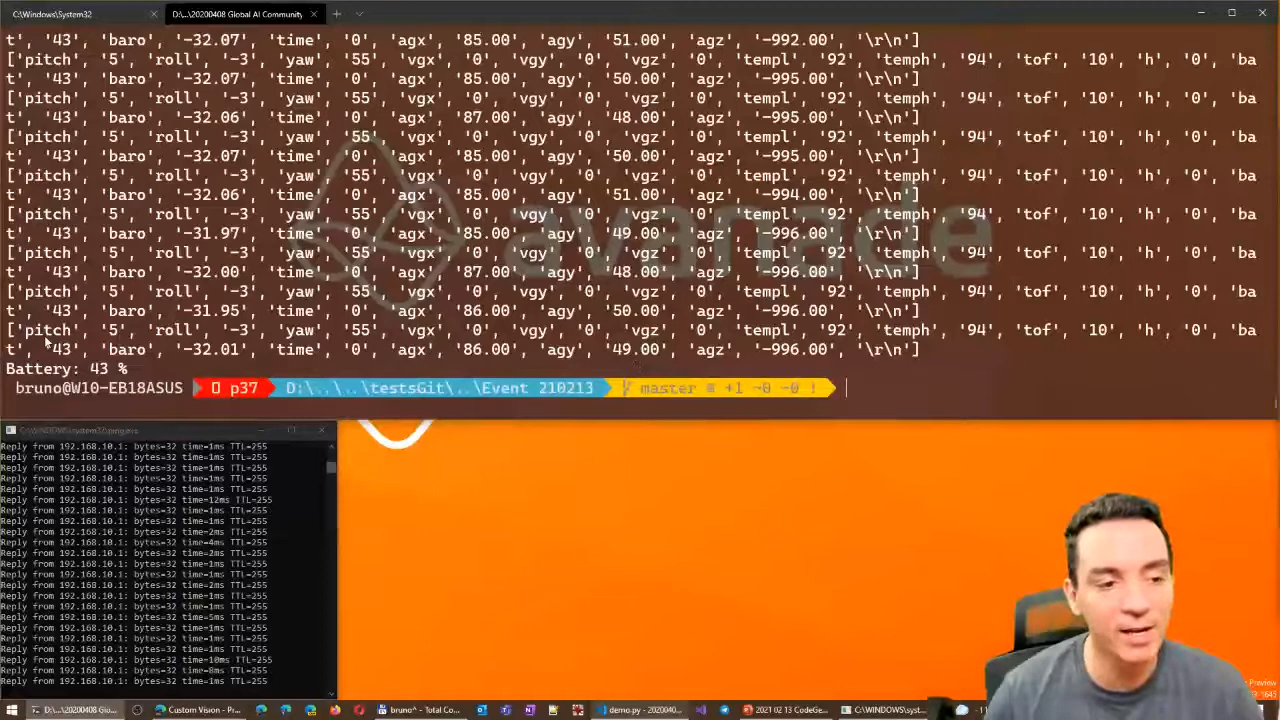 C:\Windows\System32
D:\...\20200408 Global AI Community
t', '43', 'baro', '-32.07', 'time', '0', 'agx', '85.00', 'agy', '51.00', 'agz', '-992.00', '\r\n']
['pitch', '5', 'roll', '-3', 'yaw', '55', 'vgx', '0', 'vgy', '0', 'vgz', '0', 'templ', '92', 'temph', '94', 'tof', '10', 'h', '0', 'ba
t', '43', 'baro', '-32.07', 'time', '0', 'agx', '85.00', 'agy', '50.00', 'agz', '-995.00', '\r\n']
['pitch', '5', 'roll', '-3', 'yaw', '55', 'vgx', '0', 'vgy', '0', 'vgz', '0', 'templ', '92', 'temph', '94', 'tof', '10', 'h', '0', 'ba
t', '43', 'baro', '-32.06', 'time', '0', 'agx', '87.00', 'agy', '48.00', 'agz', '-995.00', '\r\n']
['pitch', '5', 'roll', '-3', 'yaw', '55', 'vgx', '0', 'vgy', '0', 'vgz', '0', 'templ', '92', 'temph', '94', 'tof', '10', 'h', '0', 'ba
t', '43', 'baro', '-32.07', 'time', '0', 'agx', '85.00', 'agy', '50.00', 'agz', '-995.00', '\r\n']
['pitch', '5', 'roll', '-3', 'yaw', '55', 'vgx', '0', 'vgy', '0', 'vgz', '0', 'templ', '92', 'temph', '94', 'tof', '10', 'h', '0', 'ba
t', '43', 'baro', '-32.06', 'time', '0', 'agx', '85.00', 'agy', '51.00', 'agz', '-994.00', '\r\n']
['pitch', '5', 'roll', '-3', 'yaw', '55', 'vgx', '0', 'vgy', '0', 'vgz', '0', 'templ', '92', 'temph', '94', 'tof', '10', 'h', '0', 'ba
t', '43', 'baro', '-31.97', 'time', '0', 'agx', '85.00', 'agy', '49.00', 'agz', '-996.00', '\r\n']
['pitch', '5', 'roll', '-3', 'yaw', '55', 'vgx', '0', 'vgy', '0', 'vgz', '0', 'templ', '92', 'temph', '94', 'tof', '10', 'h', '0', 'ba
t', '43', 'baro', '-32.00', 'time', '0', 'agx', '87.00', 'agy', '48.00', 'agz', '-996.00', '\r\n']
['pitch', '5', 'roll', '-3', 'yaw', '55', 'vgx', '0', 'vgy', '0', 'vgz', '0', 'templ', '92', 'temph', '94', 'tof', '10', 'h', '0', 'ba
t', '43', 'baro', '-31.95', 'time', '0', 'agx', '86.00', 'agy', '50.00', 'agz', '-996.00', '\r\n']
['pitch', '5', 'roll', '-3', 'yaw', '55', 'vgx', '0', 'vgy', '0', 'vgz', '0', 'templ', '92', 'temph', '94', 'tof', '10', 'h', '0', 'ba
t', '43', 'baro', '-32.01', 'time', '0', 'agx', '86.00', 'agy', '49.00', 'agz', '-996.00', '\r\n']
avanade
Battery: 43 %
bruno@W10-EB18ASUS p37 D:\..\..\testsGit\..\Event 210213 master ≡ +1 ~0 -0 !
Reply from 192.168.10.1: bytes=32 time=1ms TTL=255
Reply from 192.168.10.1: bytes=32 time=1ms TTL=255
Reply from 192.168.10.1: bytes=32 time=1ms TTL=255
Reply from 192.168.10.1: bytes=32 time=1ms TTL=255
Reply from 192.168.10.1: bytes=32 time=1ms TTL=255
Reply from 192.168.10.1: bytes=32 time=12ms TTL=255
Reply from 192.168.10.1: bytes=32 time=1ms TTL=255
Reply from 192.168.10.1: bytes=32 time=1ms TTL=255
Reply from 192.168.10.1: bytes=32 time=2ms TTL=255
Reply from 192.168.10.1: bytes=32 time=4ms TTL=255
Reply from 192.168.10.1: bytes=32 time=2ms TTL=255
Reply from 192.168.10.1: bytes=32 time=1ms TTL=255
Reply from 192.168.10.1: bytes=32 time=1ms TTL=255
Reply from 192.168.10.1: bytes=32 time=2ms TTL=255
Reply from 192.168.10.1: bytes=32 time=1ms TTL=255
Reply from 192.168.10.1: bytes=32 time=1ms TTL=255
Reply from 192.168.10.1: bytes=32 time=5ms TTL=255
Reply from 192.168.10.1: bytes=32 time=1ms TTL=255
Reply from 192.168.10.1: bytes=32 time=1ms TTL=255
Reply from 192.168.10.1: bytes=32 time=1ms TTL=255
Reply from 192.168.10.1: bytes=32 time=10ms TTL=255
Reply from 192.168.10.1: bytes=32 time=8ms TTL=255
Reply from 192.168.10.1: bytes=32 time=1ms TTL=255
D:\...\20200408 Glo...
Custom Vision - Pr...
bruno^ - Total Co...
demo.py - 2020040...
2021 02 13 CodeGe...
C:\WINDOWS\syst...